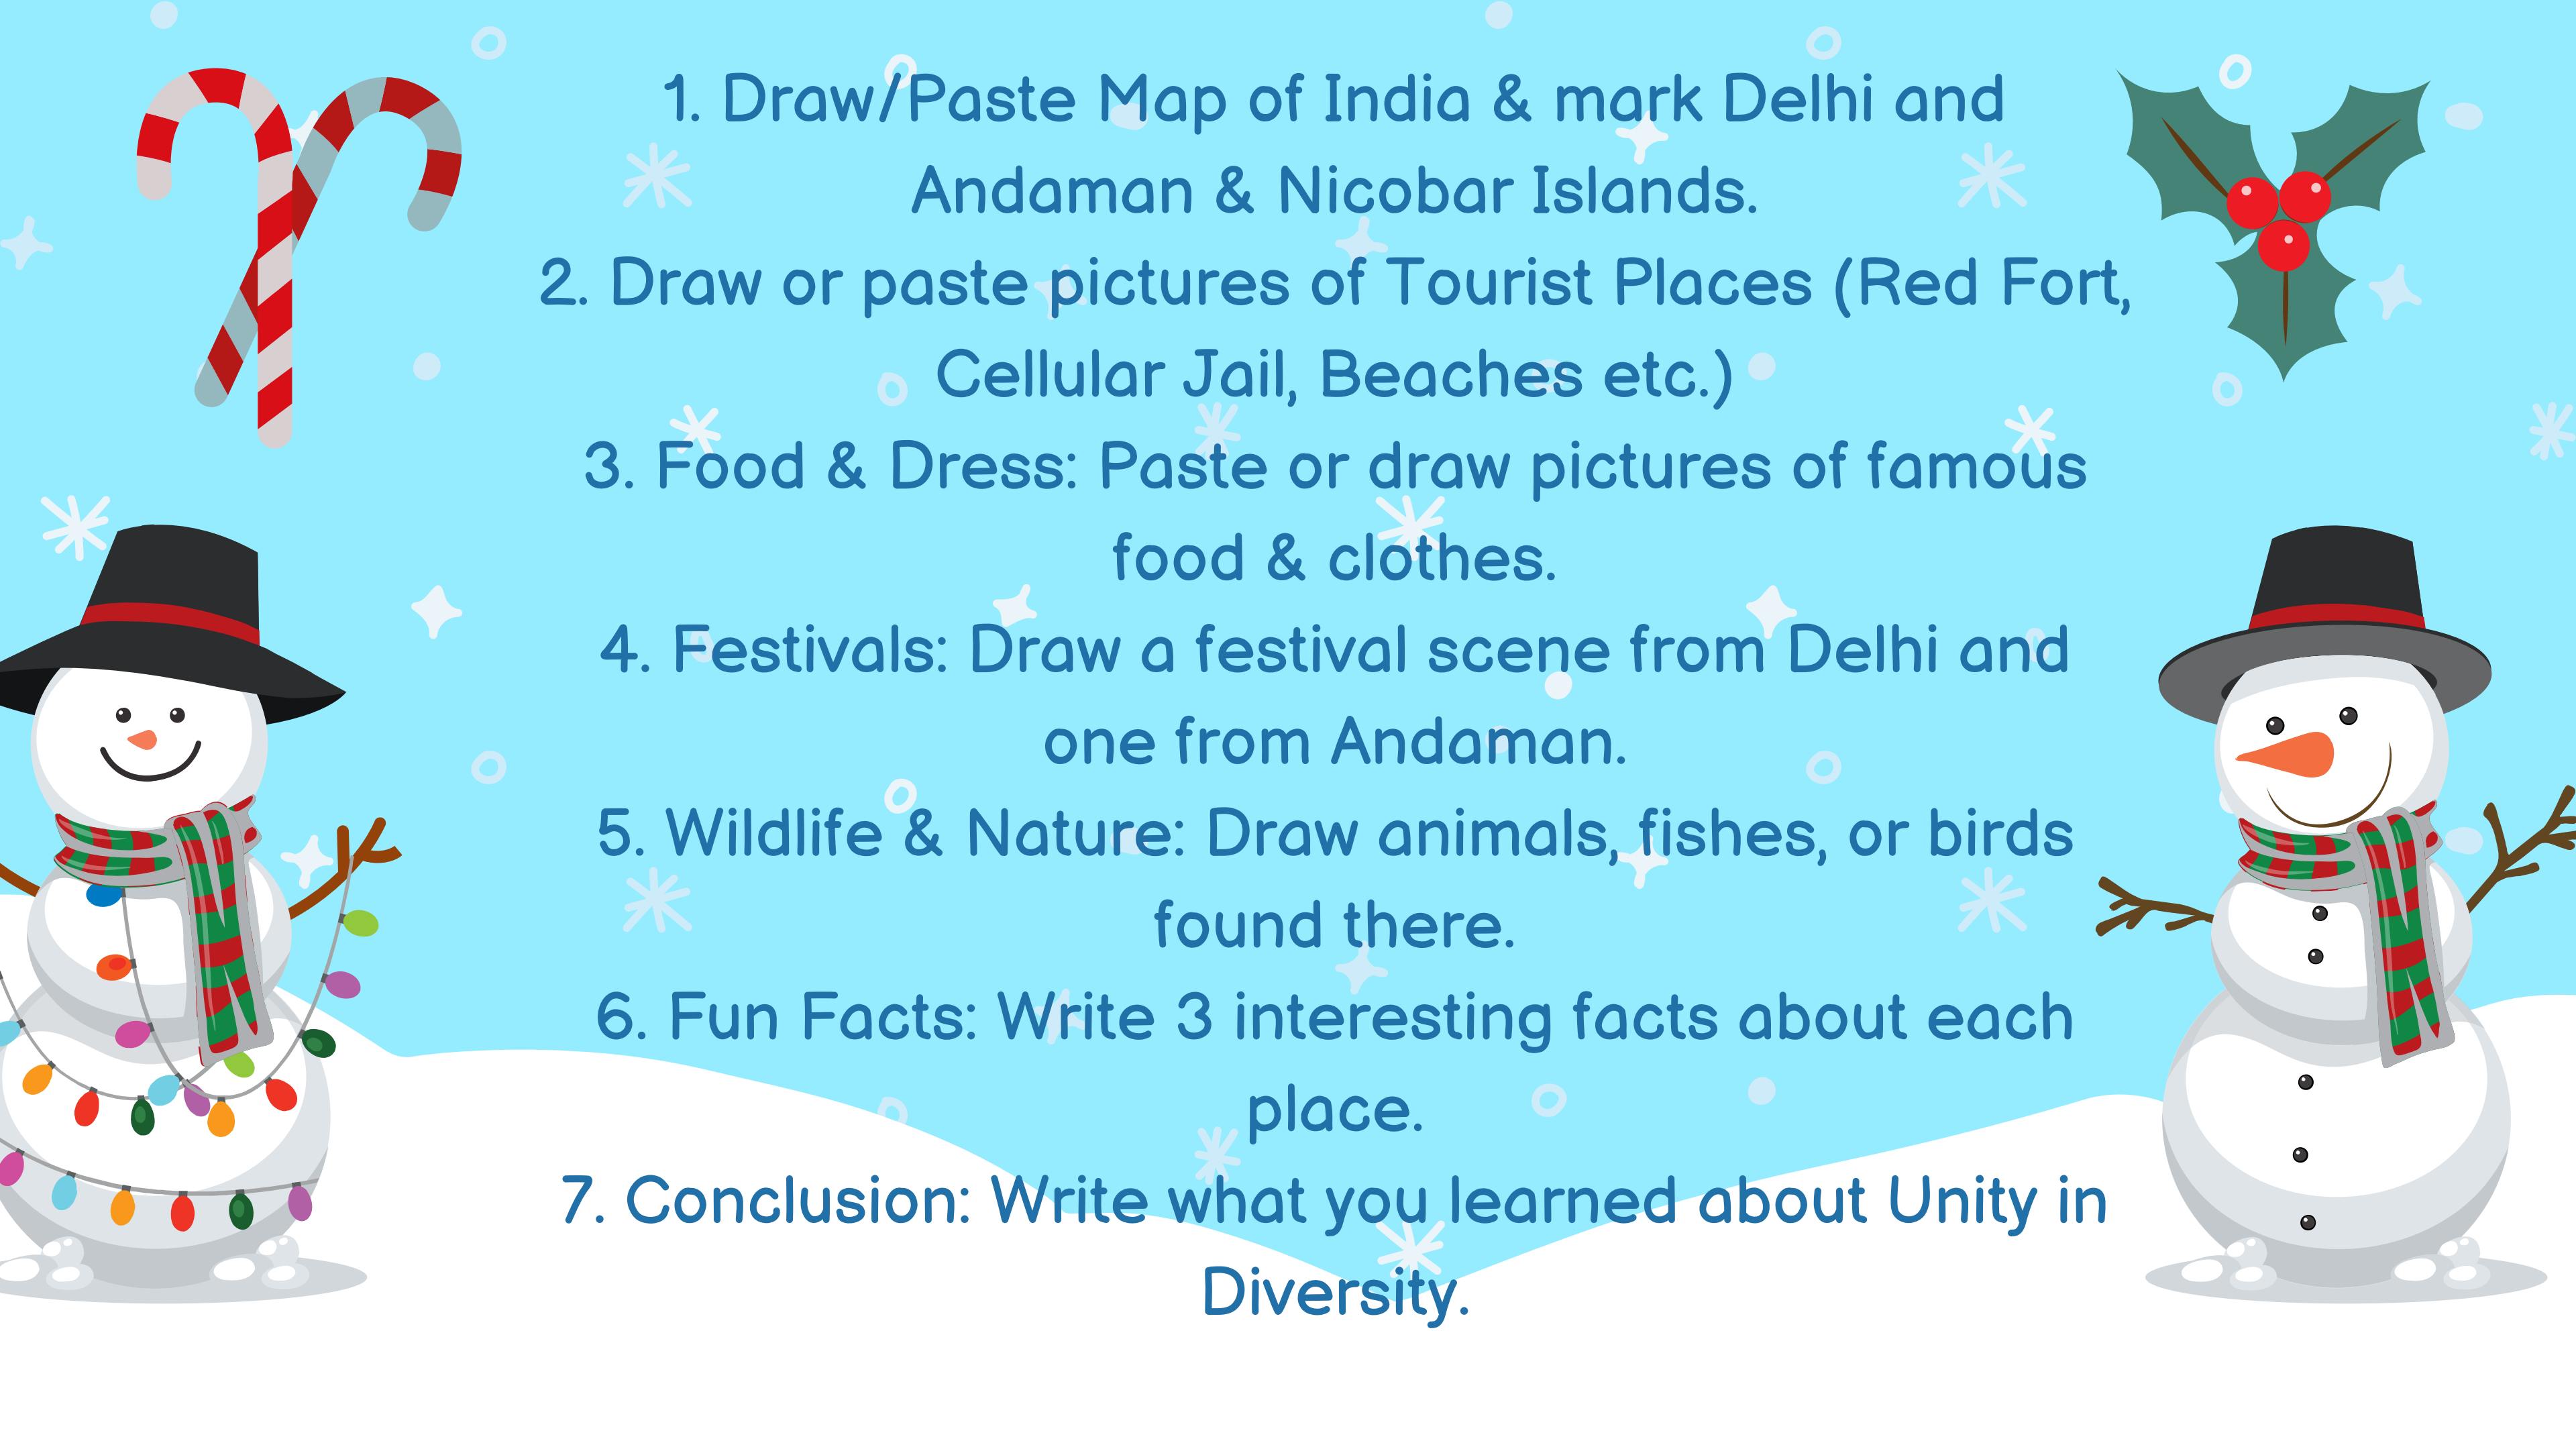 1. Draw/Paste Map of India & mark Delhi and
Andaman & Nicobar Islands.
2. Draw or paste pictures of Tourist Places (Red Fort,
Cellular Jail, Beaches etc.)
3. Food & Dress: Paste or draw pictures of famous
food & clothes.
4. Festivals: Draw a festival scene from Delhi and
one from Andaman.
5. Wildlife & Nature: Draw animals, fishes, or birds
found there.
6. Fun Facts: Write 3 interesting facts about each
place.
7. Conclusion: Write what you learned about Unity in
Diversity.